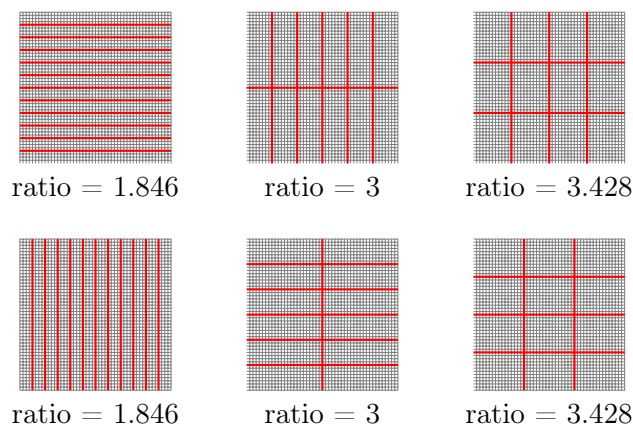 ratio = 1.846
ratio = 3
ratio = 3.428
ratio = 1.846
ratio = 3
ratio = 3.428